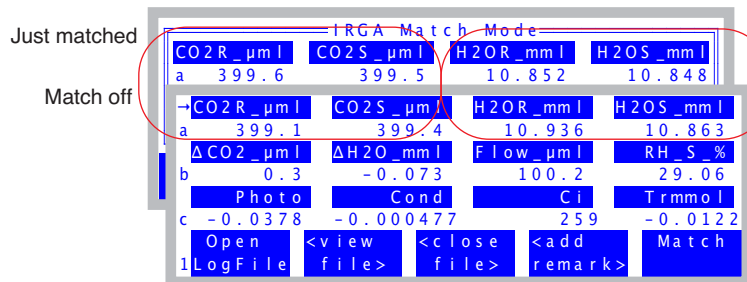 Just matched
IRGA Match Mode
CO2R_µml CO2S_µml H2OR_mml H2OS_mml
a 399.6 399.5 10.852 10.848
Match off
→CO2R_µml CO2S_µml H2OR_mml H2OS_mml
a 399.1 399.4 10.936 10.863
ΔCO2_µml ΔH2O_mml Flow_µml RH_S_%
b 0.3 -0.073 100.2 29.06
Photo Cond Ci Trmmol
c -0.0378 -0.000477 259 -0.0122
Open <view <close <add Match
1 LogFile file> file> remark>